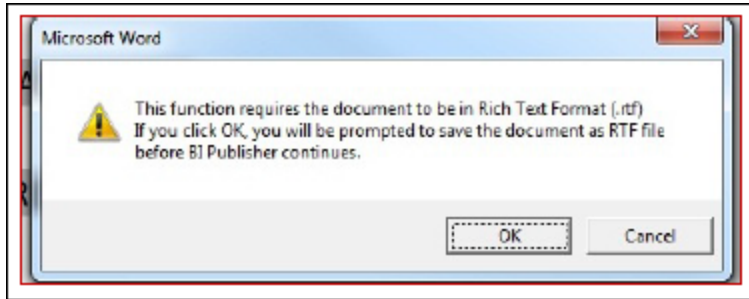 Microsoft Word
This function requires the document to be in Rich Text Format (.rtf)
If you click OK, you will be prompted to save the document as RTF file
before BI Publisher continues.
OK
Cancel